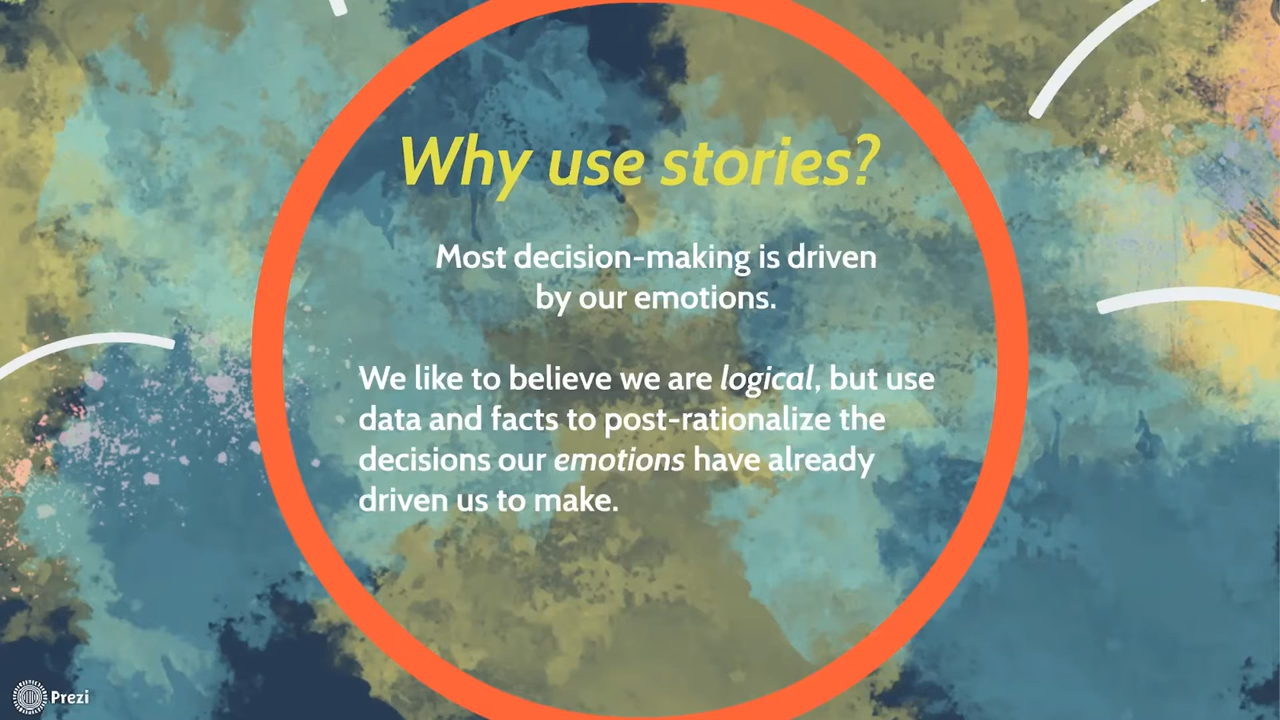 Why use stories?
Most decision-making is driven
by our emotions.
We like to believe we are logical, but use
data and facts to post-rationalize the
decisions our emotions have already
driven us to make.
Prezi